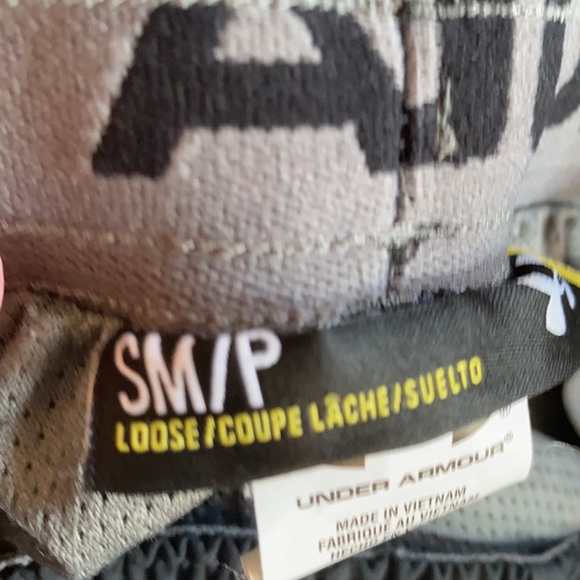 SM/P
LOOSE/COUPE LÂCHE/SUELTO
UNDER ARMOUR®
MADE IN VIETNAM
FABRIQUÉ AU VIETNAM